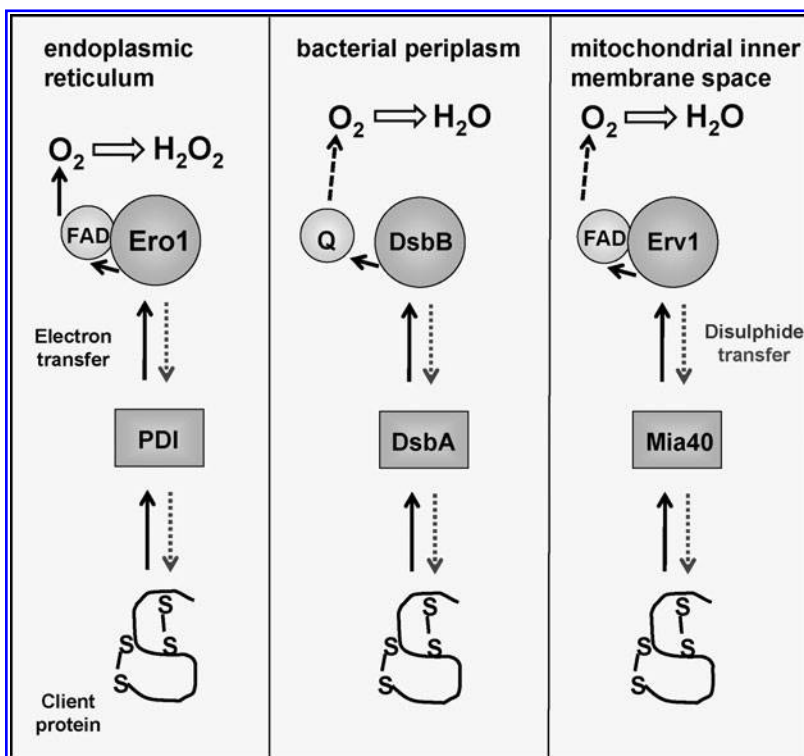 endoplasmic
reticulum
O₂ ⇒ H₂O₂
FAD
Ero1
Electron
transfer
PDI
S
S
S
S
S
Client
protein
bacterial periplasm
O₂ ⇒ H₂O
Q
DsbB
DsbA
S
S
S
S
mitochondrial inner
membrane space
O₂ ⇒ H₂O
FAD
Erv1
Disulphide
transfer
Mia40
S
S
S
S